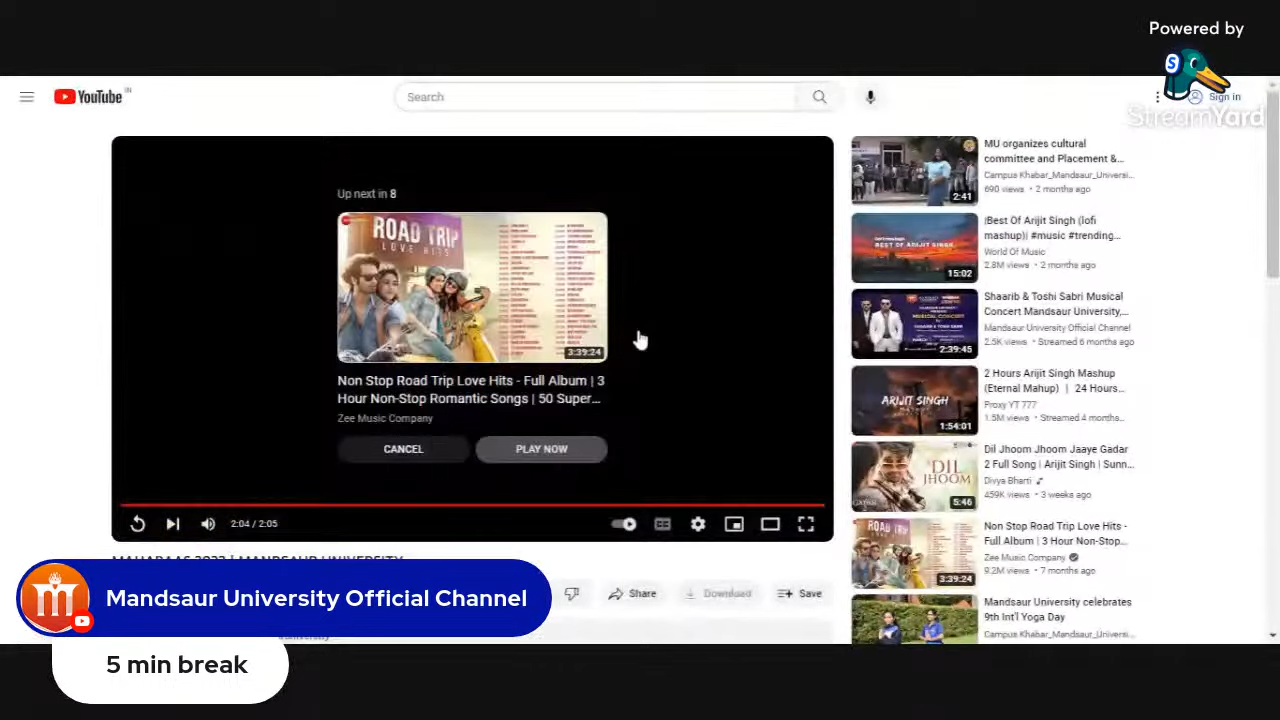 Powered by
StreamYard
YouTube IN
Search
Sign in
Up next in 8
ROAD TRIP
LOVE HITS
3:39:24
Non Stop Road Trip Love Hits - Full Album | 3
Hour Non-Stop Romantic Songs | 50 Super...
Zee Music Company
CANCEL
PLAY NOW
2:04 / 2:05
Share
Download
Save
MU organizes cultural
committee and Placement &...
Campus Khabar_Mandsaur_Universi...
690 views • 2 months ago
2:41
Best Of Arijit Singh (lofi
mashup)| #music #trending...
World Of Music
2.8M views • 2 months ago
BEST OF ARIJIT SINGH
15:02
Shaarib & Toshi Sabri Musical
Concert Mandsaur University,...
Mandsaur University Official Channel
2.5K views • Streamed 6 months ago
2:39:45
2 Hours Arijit Singh Mashup
(Eternal Mahup) | 24 Hours...
Proxy YT 777
1.5M views • Streamed 4 months...
ARIJIT SINGH
1:54:01
Dil Jhoom Jhoom Jaaye Gadar
2 Full Song | Arijit Singh | Sunn...
Divya Bharti
459K views • 3 weeks ago
DIL
JHOOM
5:46
Non Stop Road Trip Love Hits -
Full Album | 3 Hour Non-Stop...
Zee Music Company
9.2M views • 7 months ago
ROAD TRIP
3:39:24
Mandsaur University celebrates
9th Int'l Yoga Day
Campus Khabar_Mandsaur_Universi...
Mandsaur University Official Channel
5 min break